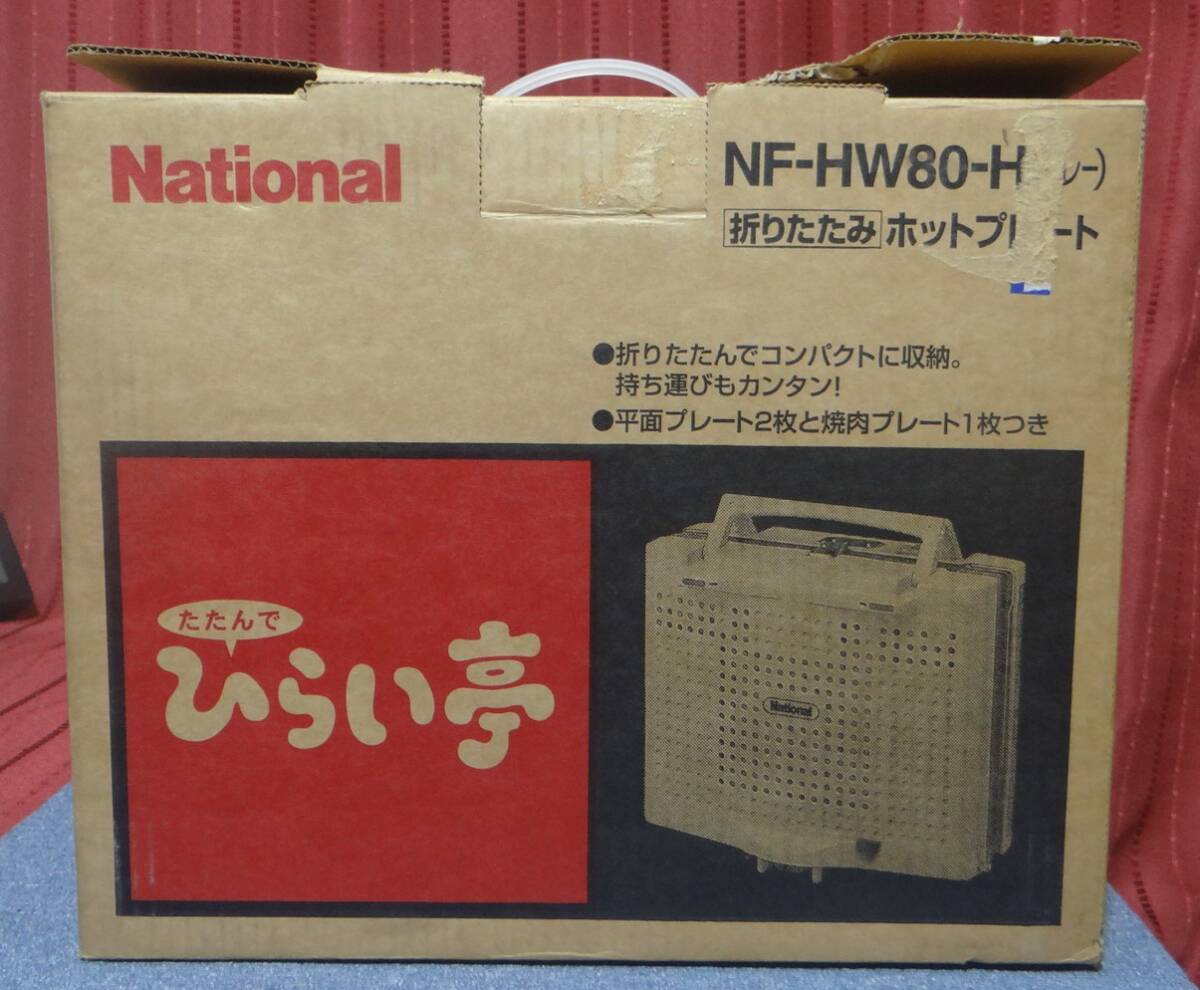 National
NF-HW80-H レー)
折りたたみ ホットプレート
●折りたたんでコンパクトに収納。
持ち運びもカンタン!
●平面プレート2枚と焼肉プレート1枚つき
たたんで
ひらい亭
National